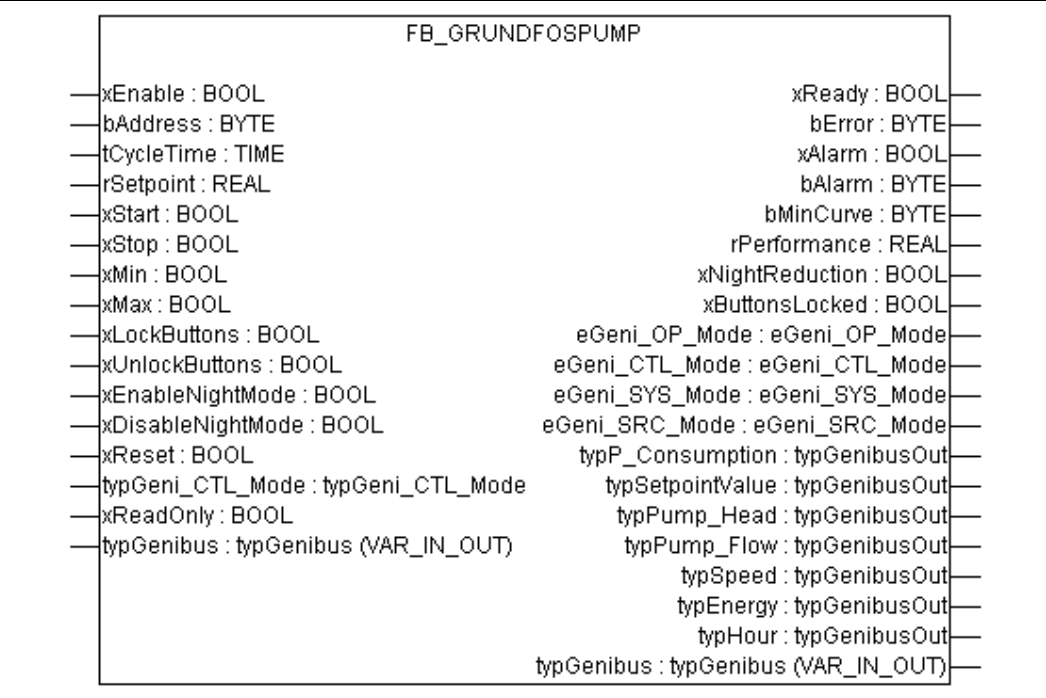 FB_GRUNDFOSPUMP
xEnable : BOOL xReady : BOOL
bAddress : BYTE bError : BYTE
tCycleTime : TIME xAlarm : BOOL
rSetpoint : REAL bAlarm : BYTE
xStart : BOOL bMinCurve : BYTE
xStop : BOOL rPerformance : REAL
xMin : BOOL xNightReduction : BOOL
xMax : BOOL xButtonsLocked : BOOL
xLockButtons : BOOL eGeni_OP_Mode : eGeni_OP_Mode
xUnlockButtons : BOOL eGeni_CTL_Mode : eGeni_CTL_Mode
xEnableNightMode : BOOL eGeni_SYS_Mode : eGeni_SYS_Mode
xDisableNightMode : BOOL eGeni_SRC_Mode : eGeni_SRC_Mode
xReset : BOOL typP_Consumption : typGenibusOut
typGeni_CTL_Mode : typGeni_CTL_Mode typSetpointValue : typGenibusOut
xReadOnly : BOOL typPump_Head : typGenibusOut
typGenibus : typGenibus (VAR_IN_OUT) typPump_Flow : typGenibusOut
typSpeed : typGenibusOut
typEnergy : typGenibusOut
typHour : typGenibusOut
typGenibus : typGenibus (VAR_IN_OUT)